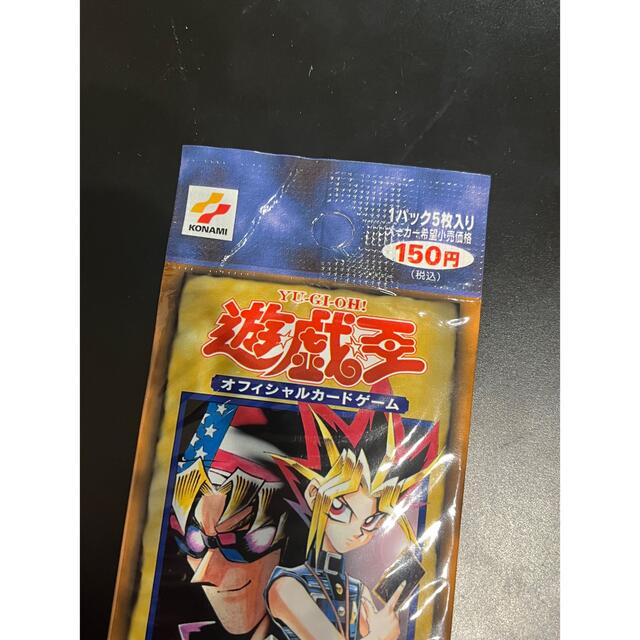 KONAMI
1パック5枚入り
メーカー希望小売価格
150円
(税込)
YU-GI-OH!
遊戯王
オフィシャルカードゲーム